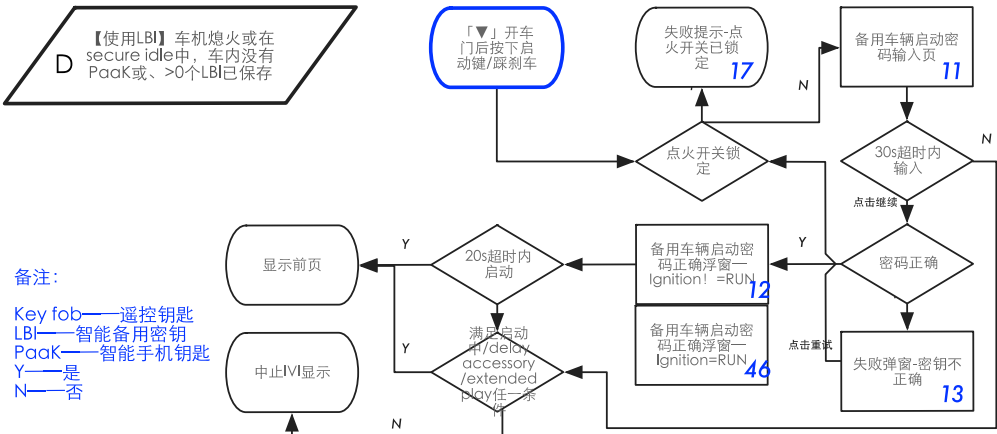 【使用LBI】车机熄火或在
secure idle中，车内没有
PaaK或、>0个LBI已保存
D
「▼」开车
门后按下启
动键/踩刹车
失败提示-点
火开关已锁
定
17
备用车辆启动密
码输入页
11
N
点火开关锁
定
30s超时内
输入
N
点击继续
显示前页
Y
20s超时内
启动
备用车辆启动密
码正确浮窗—
Ignition！=RUN
12
Y
密码正确
备注：
Key fob——遥控钥匙
LBI——智能备用密钥
PaaK——智能手机钥匙
Y——是
N——否
中止IVI显示
Y
满足启动
中/delay
accessory
/extended
play任一条
件
备用车辆启动密
码正确浮窗—
Ignition=RUN
46
点击重试
失败弹窗-密钥不
正确
13
N